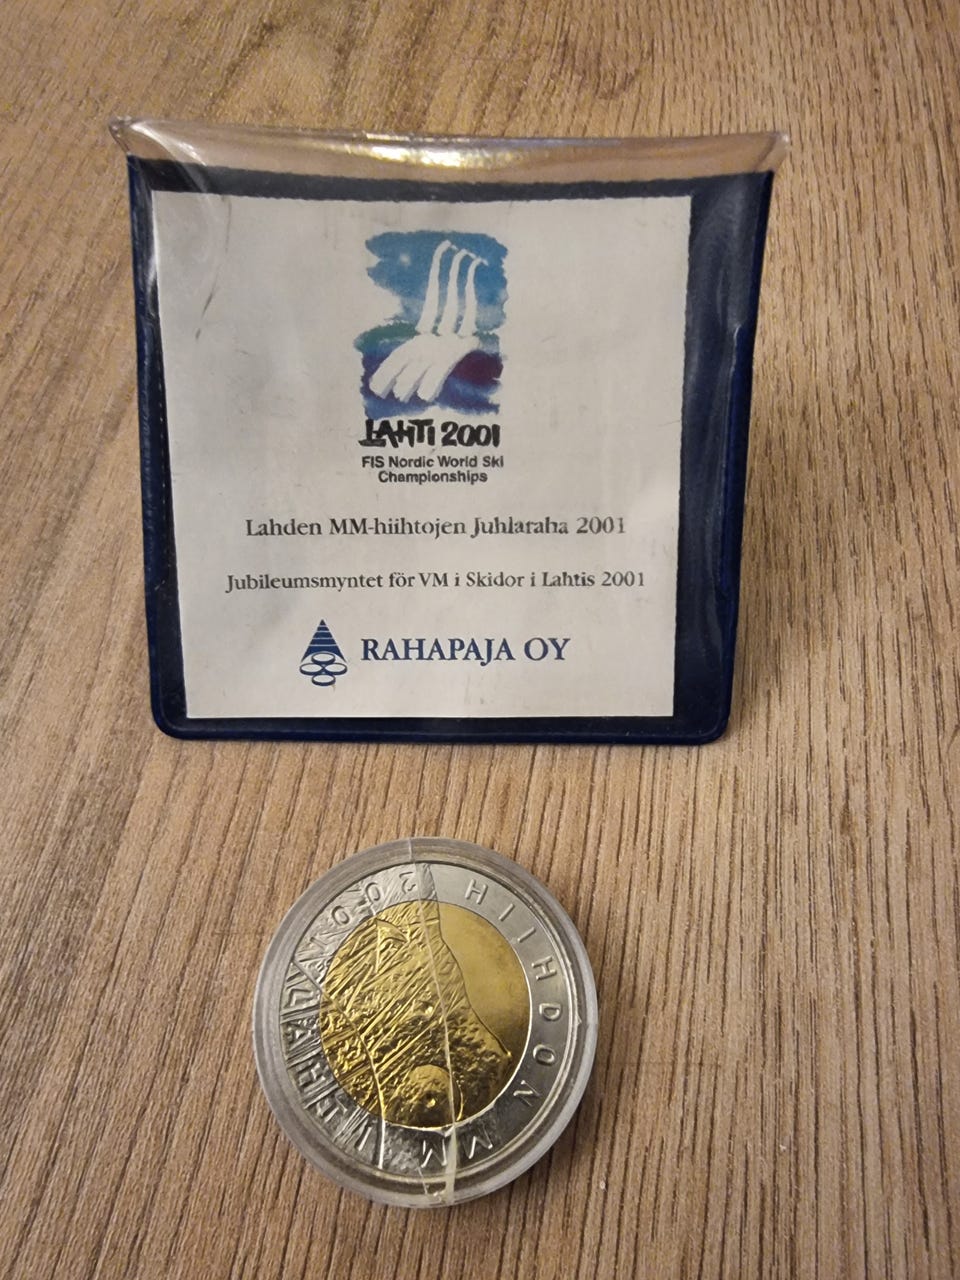 LAHTI 2001
FIS Nordic World Ski
Championships
Lahden MM-hiihtojen Juhlaraha 2001
Jubileumsmyntet för VM i Skidor i Lahtis 2001
RAHAPAJA OY
HIIHDON MM
LAHTI 2001